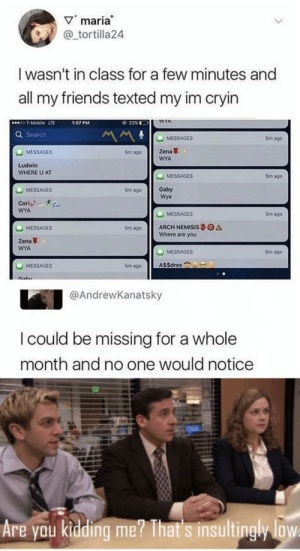 maria
@_tortilla24
I wasn't in class for a few minutes and
all my friends texted my im cryin
T-Mobile LTE 1:07 PM 32%
Search
MESSAGES 5m ago
Ludwin
WHERE U AT
MESSAGES 5m ago
Cori
WYA
MESSAGES 5m ago
Zena
WYA
MESSAGES 5m ago
Gaby
WYA
MESSAGES 5m ago
Zena
WYA
MESSAGES 5m ago
Gaby
Wya
MESSAGES 5m ago
ARCH NEMISIS
Where are you
MESSAGES 6m ago
A$$dres
@AndrewKanatsky
I could be missing for a whole
month and no one would notice
Are you kidding me? That's insultingly low.